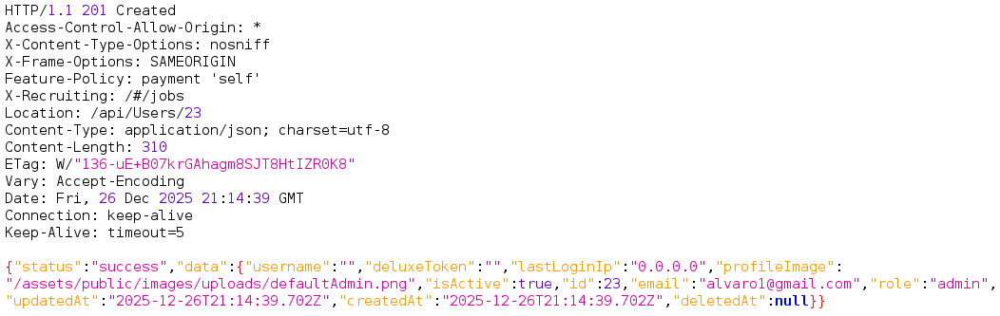 HTTP/1.1 201 Created
Access-Control-Allow-Origin: *
X-Content-Type-Options: nosniff
X-Frame-Options: SAMEORIGIN
Feature-Policy: payment 'self'
X-Recruiting: /#/jobs
Location: /api/Users/23
Content-Type: application/json; charset=utf-8
Content-Length: 310
ETag: W/"136-uE+B07krGAhagm8SJT8HtIZR0K8"
Vary: Accept-Encoding
Date: Fri, 26 Dec 2025 21:14:39 GMT
Connection: keep-alive
Keep-Alive: timeout=5

{"status":"success","data":{"username":"","deluxeToken":"","lastLoginIp":"0.0.0.0","profileImage":
"/assets/public/images/uploads/defaultAdmin.png","isActive":true,"id":23,"email":"alvaro1@gmail.com","role":"admin",
"updatedAt":"2025-12-26T21:14:39.702Z","createdAt":"2025-12-26T21:14:39.702Z","deletedAt":null}}